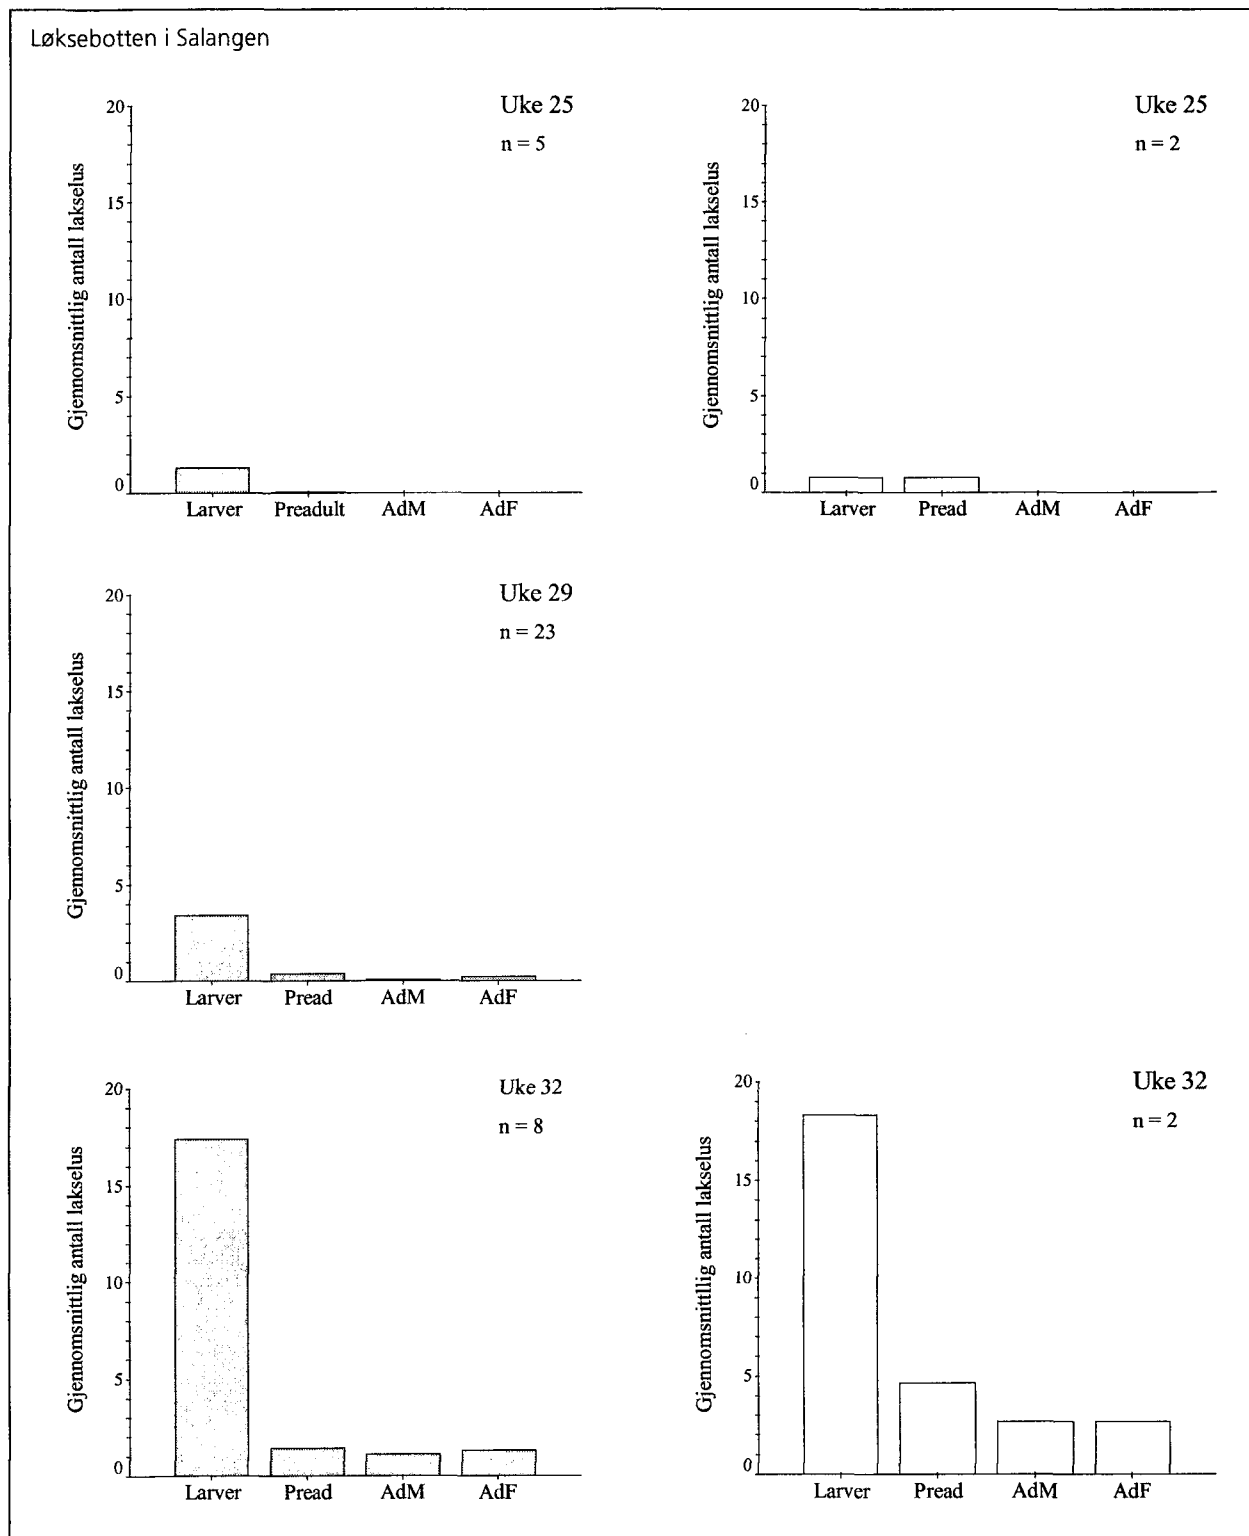 Løksebotten i Salangen
Uke 25
n = 5
Gjennomsnittlig antall lakselus
20
15
10
5
0
Larver Preadult AdM AdF
Uke 25
n = 2
Gjennomsnittlig antall lakselus
20
15
10
5
0
Larver Pread AdM AdF
Uke 29
n = 23
Gjennomsnittlig antall lakselus
20
15
10
5
0
Larver Pread AdM AdF
Uke 32
n = 8
Gjennomsnittlig antall lakselus
20
15
10
5
0
Larver Pread AdM AdF
Uke 32
n = 2
Gjennomsnittllig antall lakselus
20
15
10
5
0
Larver Pread AdM AdF